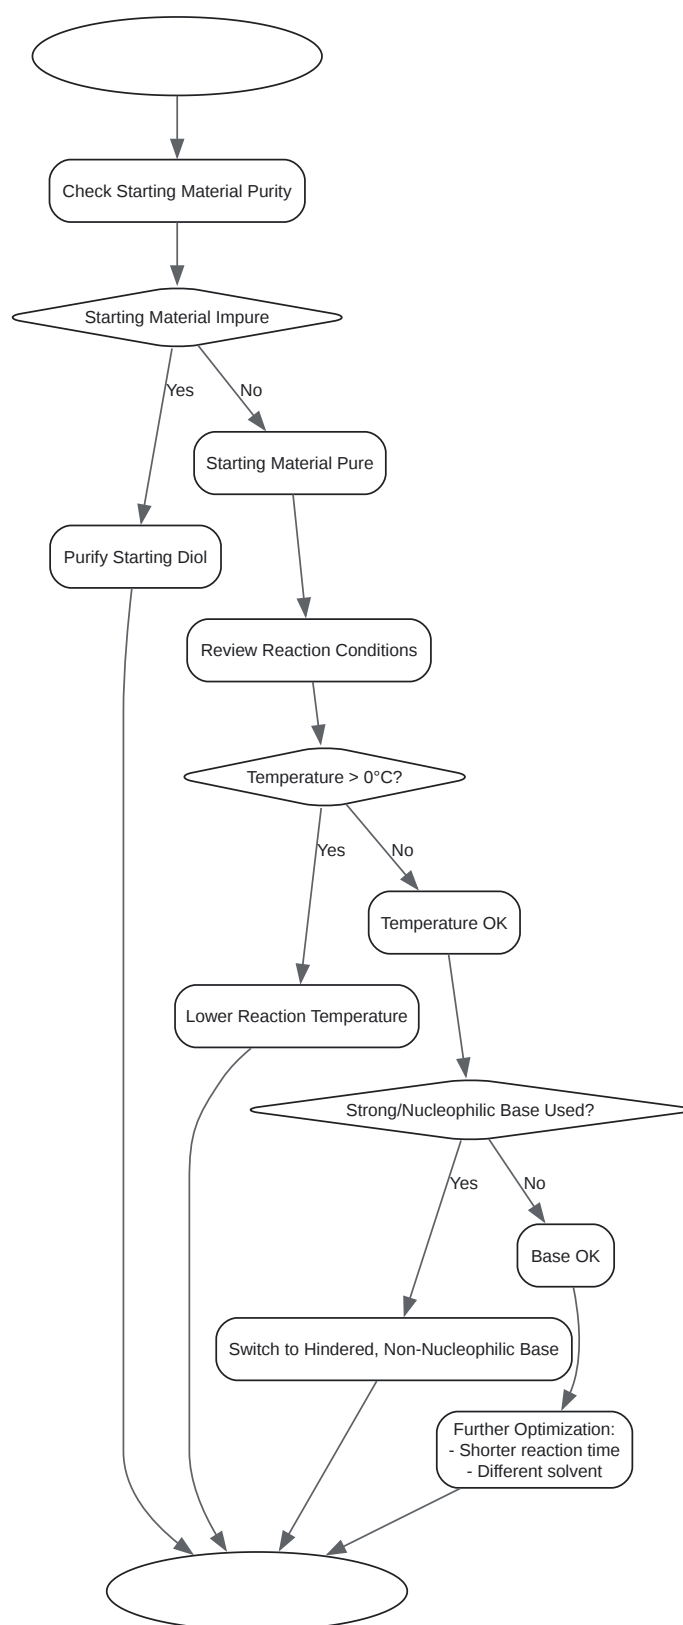 Check Starting Material Purity
Starting Material Impure
Yes
No
Starting Material Pure
Purify Starting Diol
Review Reaction Conditions
Temperature > 0°C?
Yes
No
Temperature OK
Lower Reaction Temperature
Strong/Nucleophilic Base Used?
Yes
No
Base OK
Switch to Hindered, Non-Nucleophilic Base
Further Optimization:
- Shorter reaction time
- Different solvent